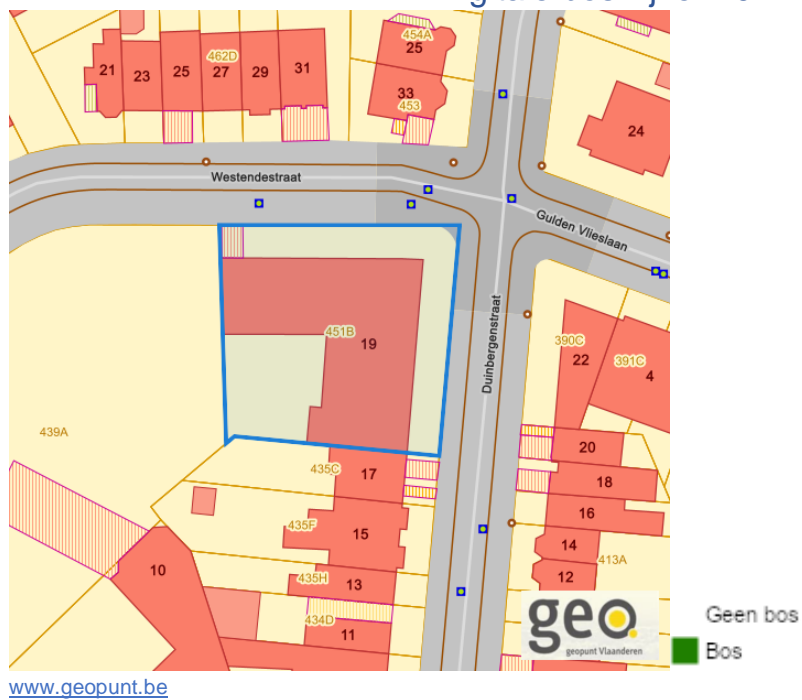 454A
21
23
25
462D
27
29
31
25
33
453
24
Westendestraat
Gulden Vlieslaan
Duinbergenstraat
451B
19
390C
22
391C
4
439A
435C
17
20
18
16
435F
15
14
413A
10
435H
13
12
434D
11
geo
geopunt Vlaanderen
Geen bos
Bos
www.geopunt.be